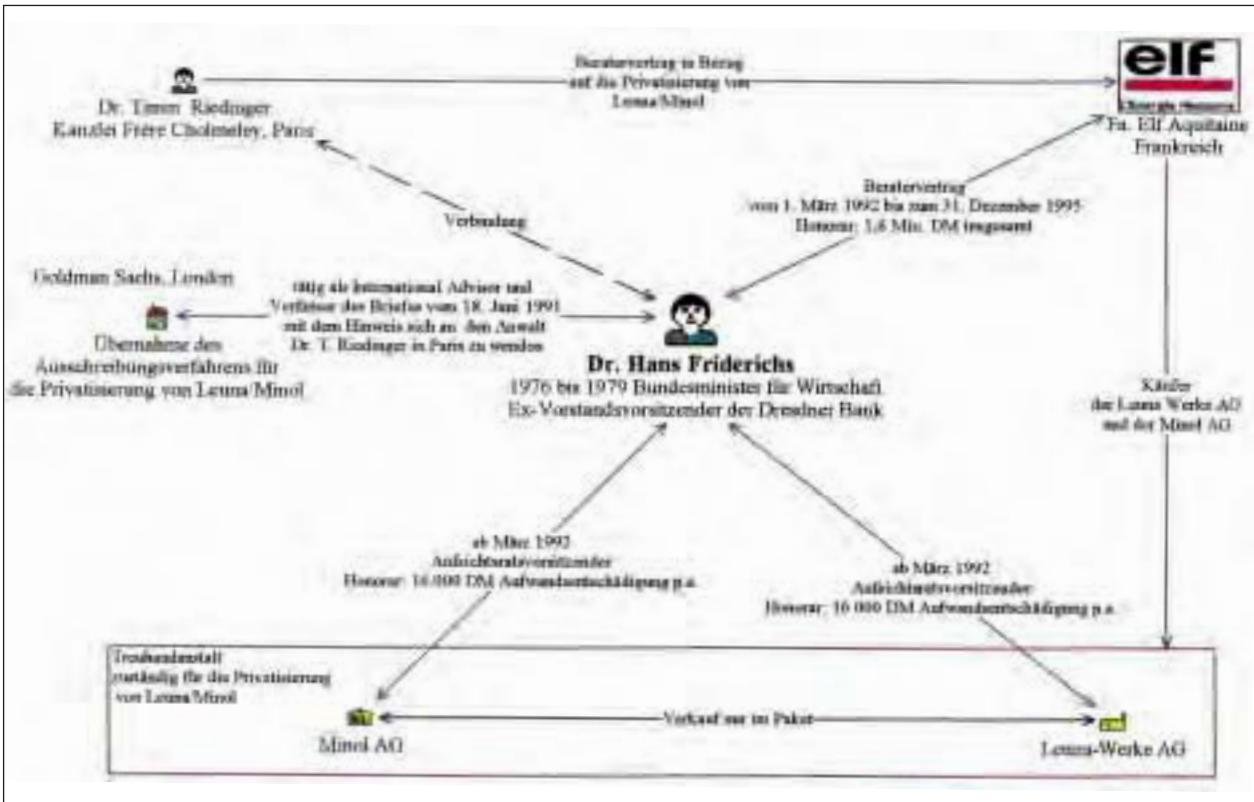 Beratervertrag in Bezug
auf die Privatisierung von
Leuna/Minol
elf
Dr. Timm Riedinger
Kanzlei Frère Cholmeley, Paris
Fa. Elf Aquitaine
Frankreich
Beratervertrag
vom 1. März 1992 bis zum 31. Dezember 1995
Honorar: 1,6 Mio. DM insgesamt
Verbindung
Goldman Sachs, London
tätig als International Advisor und
Verfasser des Briefes vom 18. Juni 1991
mit dem Hinweis sich an den Anwalt
Dr. T. Riedinger in Paris zu wenden
Übernahme des
Ausschreibungsverfahrens für
die Privatisierung von Leuna/Minol
Dr. Hans Friderichs
1976 bis 1979 Bundesminister für Wirtschaft
Ex-Vorstandsvorsitzender der Dresdner Bank
Käufer
der Leuna Werke AG
und der Minol AG
ab März 1992
Aufsichtsratsvorsitzender
Honorar: 16 000 DM Aufwandsentschädigung p.a.
ab März 1992
Aufsichtsratsvorsitzender
Honorar: 16 000 DM Aufwandsentschädigung p.a.
Treuhandanstalt
zuständig für die Privatisierung
von Leuna/Minol
Verkauf nur im Paket
Minol AG
Leuna-Werke AG